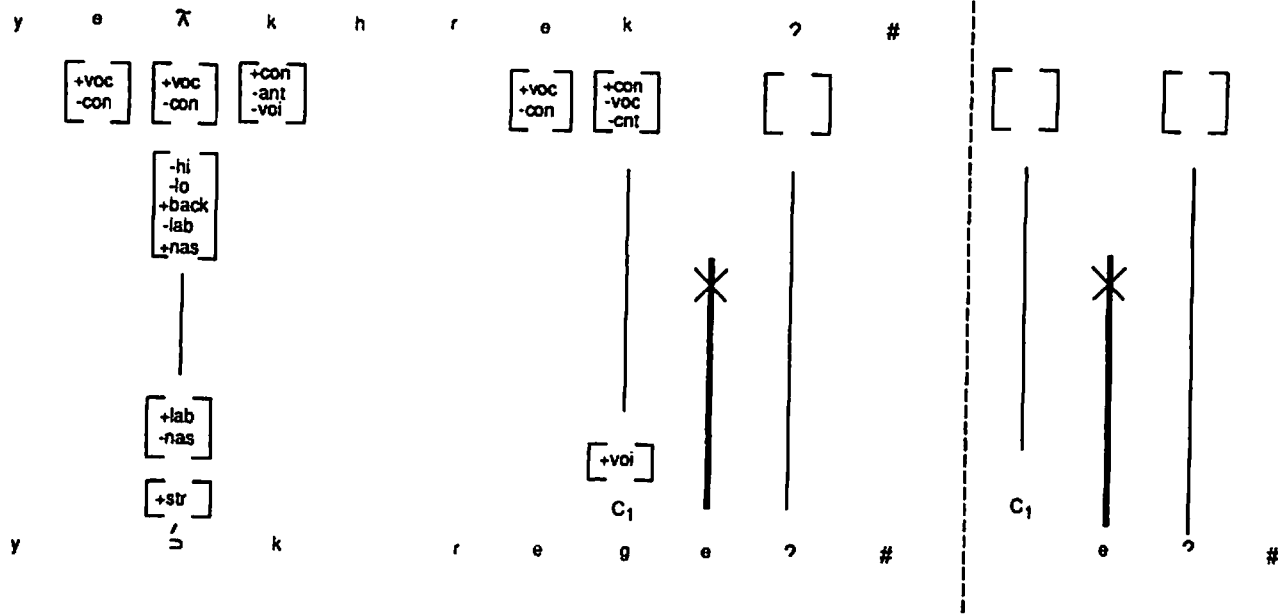 y e ʌ̃ k h r e k ʔ #
+voc +voc +con +voc +con
-con -con -ant -con -voc
-voi -cnt
-hi
-lo
+back
-lab
+nas
+lab
-nas
+voi
+str
C₁ C₁
y k r e g e ʔ # e ʔ #